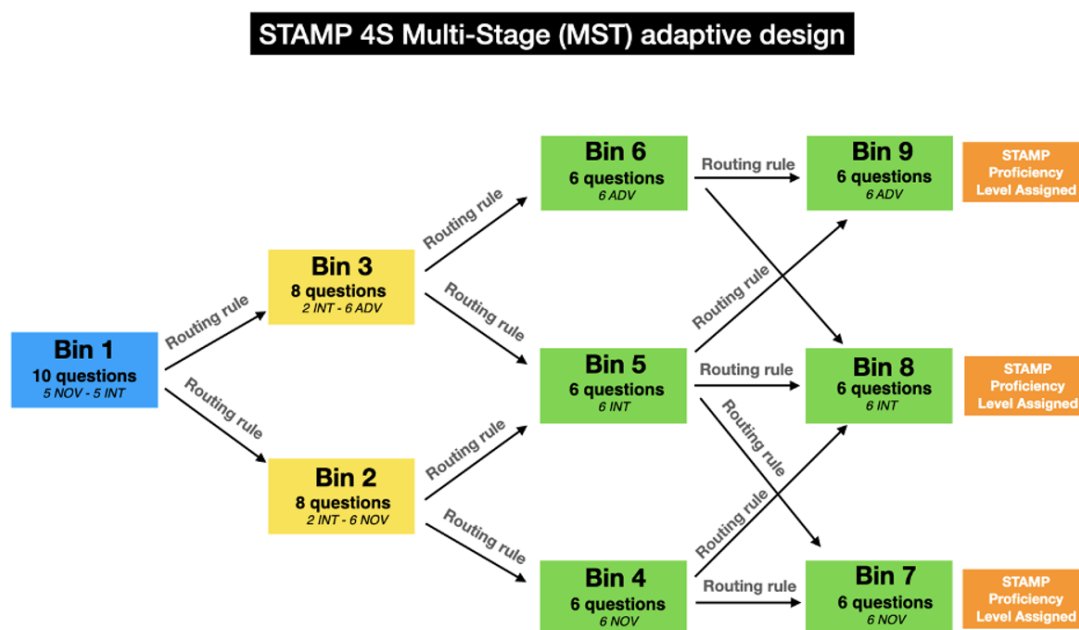 STAMP 4S Multi-Stage (MST) adaptive design
Bin 6
6 questions
6 ADV
Routing rule
Bin 9
6 questions
6 ADV
STAMP
Proficiency
Level Assigned
Routing rule
Bin 3
8 questions
2 INT - 6 ADV
Routing rule
Routing rule
Routing rule
Bin 1
10 questions
5 NOV - 5 INT
Bin 5
6 questions
6 INT
Routing rule
Bin 8
6 questions
6 INT
STAMP
Proficiency
Level Assigned
Routing rule
Routing rule
Routing rule
Bin 2
8 questions
2 INT - 6 NOV
Routing rule
Routing rule
Bin 4
6 questions
6 NOV
Routing rule
Bin 7
6 questions
6 NOV
STAMP
Proficiency
Level Assigned